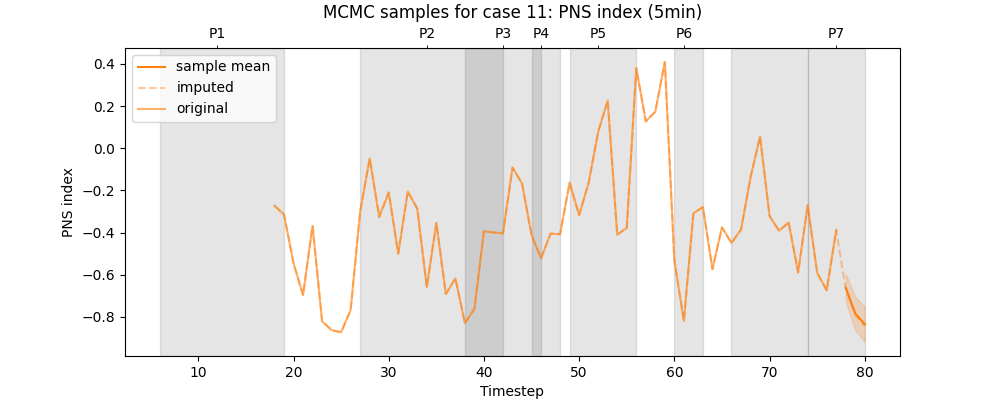 MCMC samples for case 11: PNS index (5min)
P1 P2 P3 P4 P5 P6 P7
sample mean
imputed
original
PNS index
0.4
0.2
0.0
−0.2
−0.4
−0.6
−0.8
10 20 30 40 50 60 70 80
Timestep